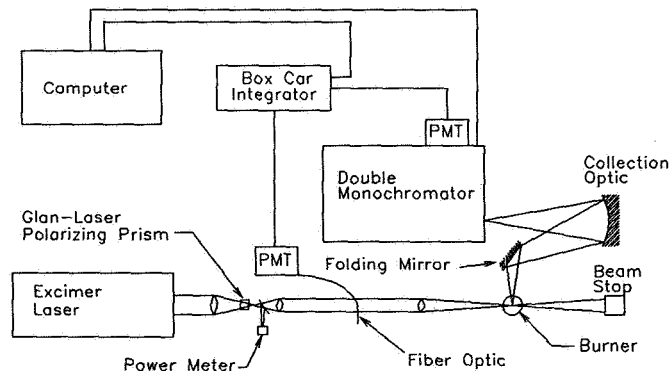 Computer
Box Car
Integrator
PMT
Double
Monochromator
Collection
Optic
Glan-Laser
Polarizing Prism
PMT
Folding Mirror
Beam
Stop
Excimer
Laser
Power Meter
Fiber Optic
Burner